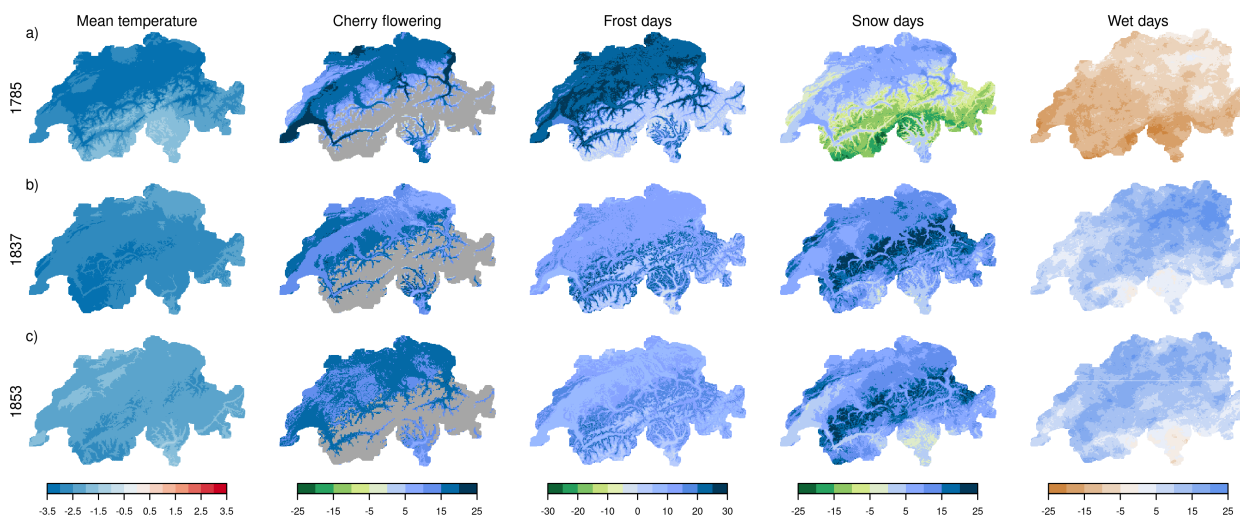 Mean temperature Cherry flowering Frost days Snow days Wet days
a)
1785
b)
1837
c)
1853
-3.5 -2.5 -1.5 -0.5 0.5 1.5 2.5 3.5
-25 -15 -5 5 15 25
-30 -20 -10 0 10 20 30
-25 -15 -5 5 15 25
-25 -15 -5 5 15 25